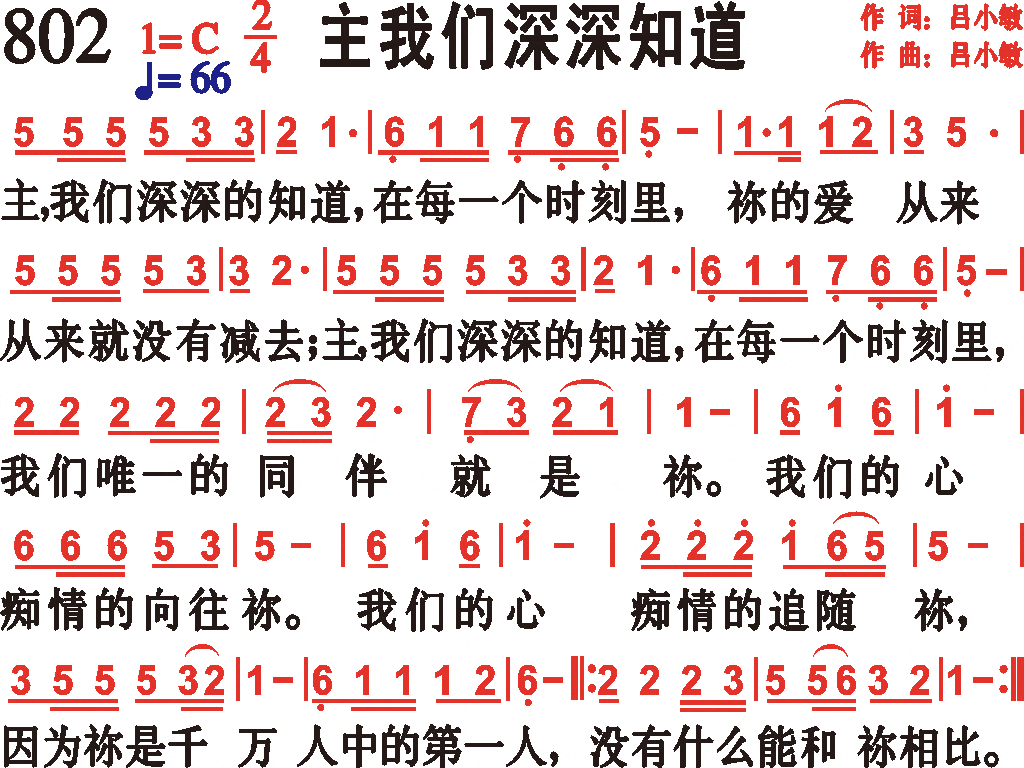 802 1=C 2/4 主我们深深知道 作 词：吕小敏
♩=66 作 曲：吕小敏
5 5 5 5 3 3 | 2 1· | 6̣ 1 1 7̣ 6̣ 6̣ | 5̣ – | 1·1 1 2 | 3 5 · |
主,我们深深的知道,在每一个时刻里， 祢的爱 从来
5 5 5 5 3 | 3 2· | 5 5 5 5 3 3 | 2 1 · | 6̣ 1 1 7̣ 6̣ 6̣ | 5̣ – |
从来就没有减去;主,我们深深的知道,在每一个时刻里，
2 2 2 2 2 | 2 3 2 · | 7̣ 3 2 1 | 1 – | 6 1̇ 6 | 1̇ – |
我们唯一的 同 伴 就 是 祢。 我们的 心
6 6 6 5 3 | 5 – | 6 1̇ 6 | 1̇ – | 2̇ 2̇ 2̇ 1̇ 6 5 | 5 – |
痴情的向往祢。 我们的心 痴情的追随 祢，
3 5 5 5 3 2 | 1 – | 6̣ 1 1 1 2 | 6̣ – ‖: 2 2 2 3 | 5 5 6 3 2 | 1 – :‖
因为祢是千 万 人中的第一人，没有什么能和 祢相比。